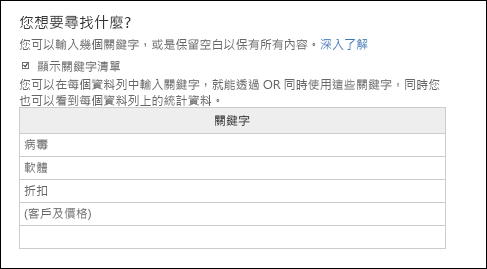 您想要尋找什麼?
您可以輸入幾個關鍵字，或是保留空白以保有所有內容。深入了解
顯示關鍵字清單
您可以在每個資料列中輸入關鍵字，就能透過 OR 同時使用這些關鍵字，同時您
也可以看到每個資料列上的統計資料。
關鍵字
病毒
軟體
折扣
(客戶及價格)